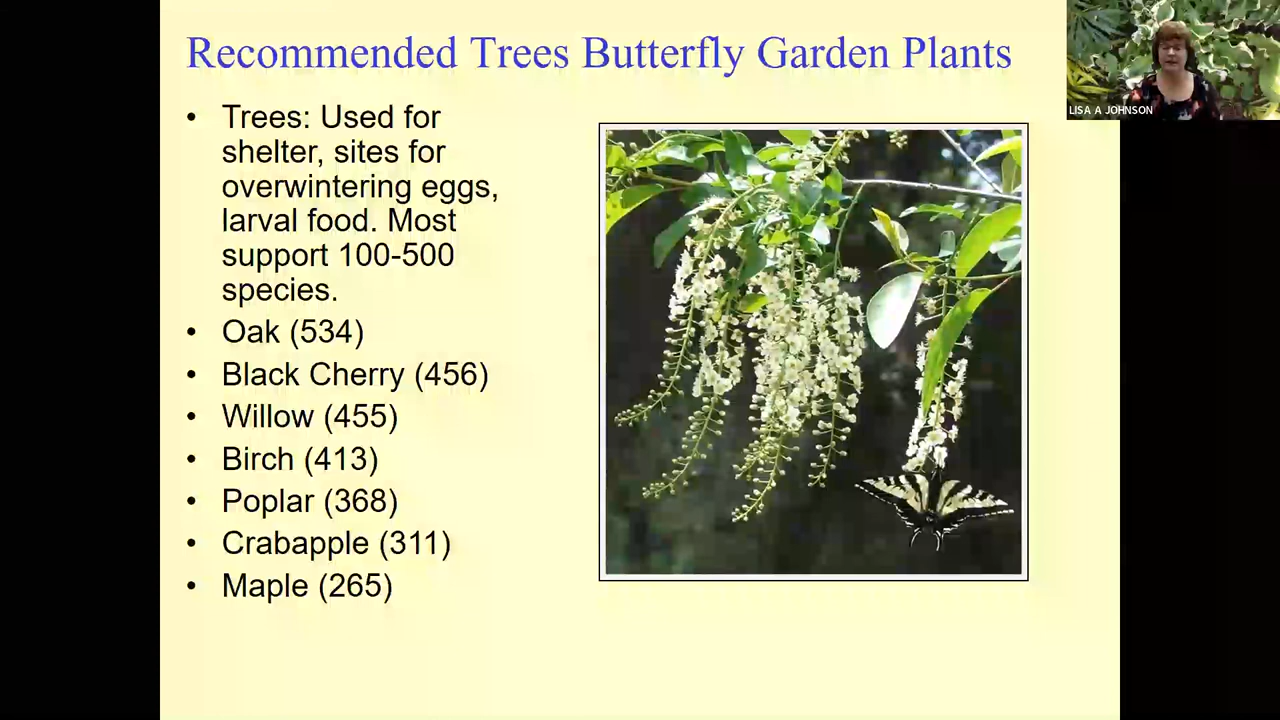 Recommended Trees Butterfly Garden Plants
LISA A JOHNSON
• Trees: Used for
shelter, sites for
overwintering eggs,
larval food. Most
support 100-500
species.
• Oak (534)
• Black Cherry (456)
• Willow (455)
• Birch (413)
• Poplar (368)
• Crabapple (311)
• Maple (265)